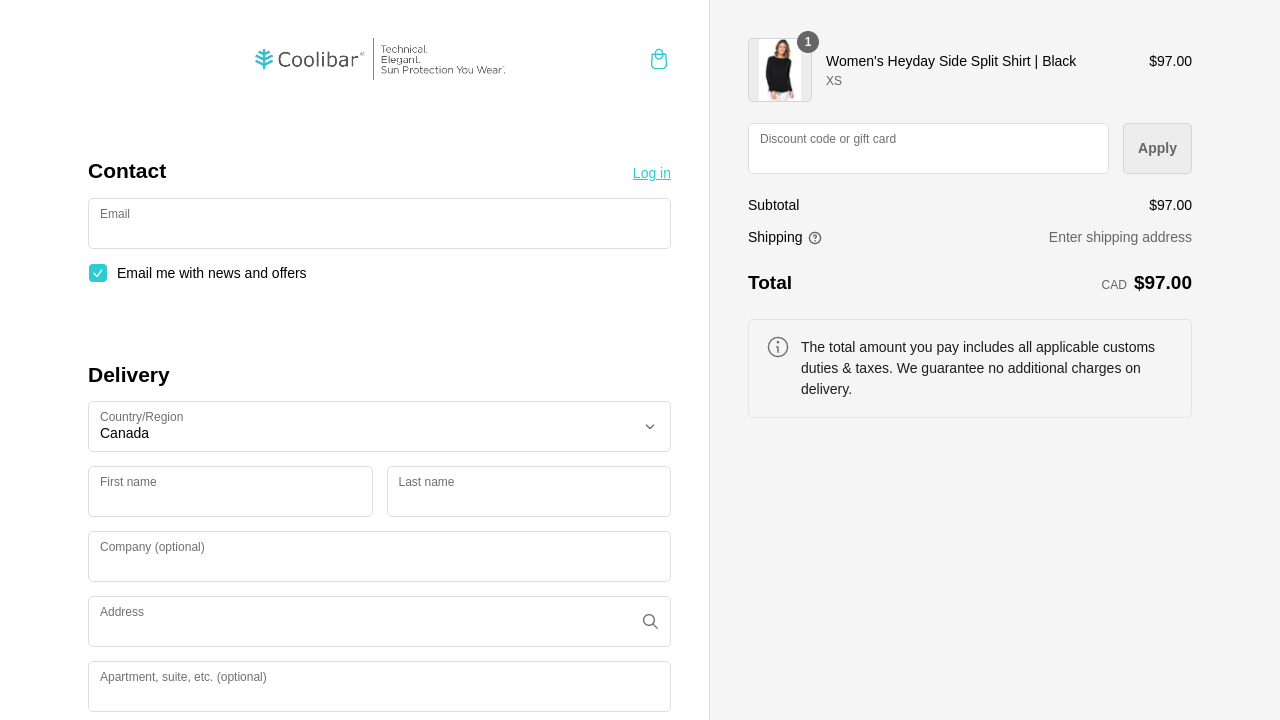 Coolibar®
Technical.
Elegant.
Sun Protection You Wear
Contact
Log in
Email
Email me with news and offers
Delivery
Country/Region
Canada
First name
Last name
Company (optional)
Address
Apartment, suite, etc. (optional)
1
Women's Heyday Side Split Shirt | Black
$97.00
XS
Discount code or gift card
Apply
Subtotal
$97.00
Shipping
Enter shipping address
Total
CAD $97.00
The total amount you pay includes all applicable customs
duties & taxes. We guarantee no additional charges on
delivery.